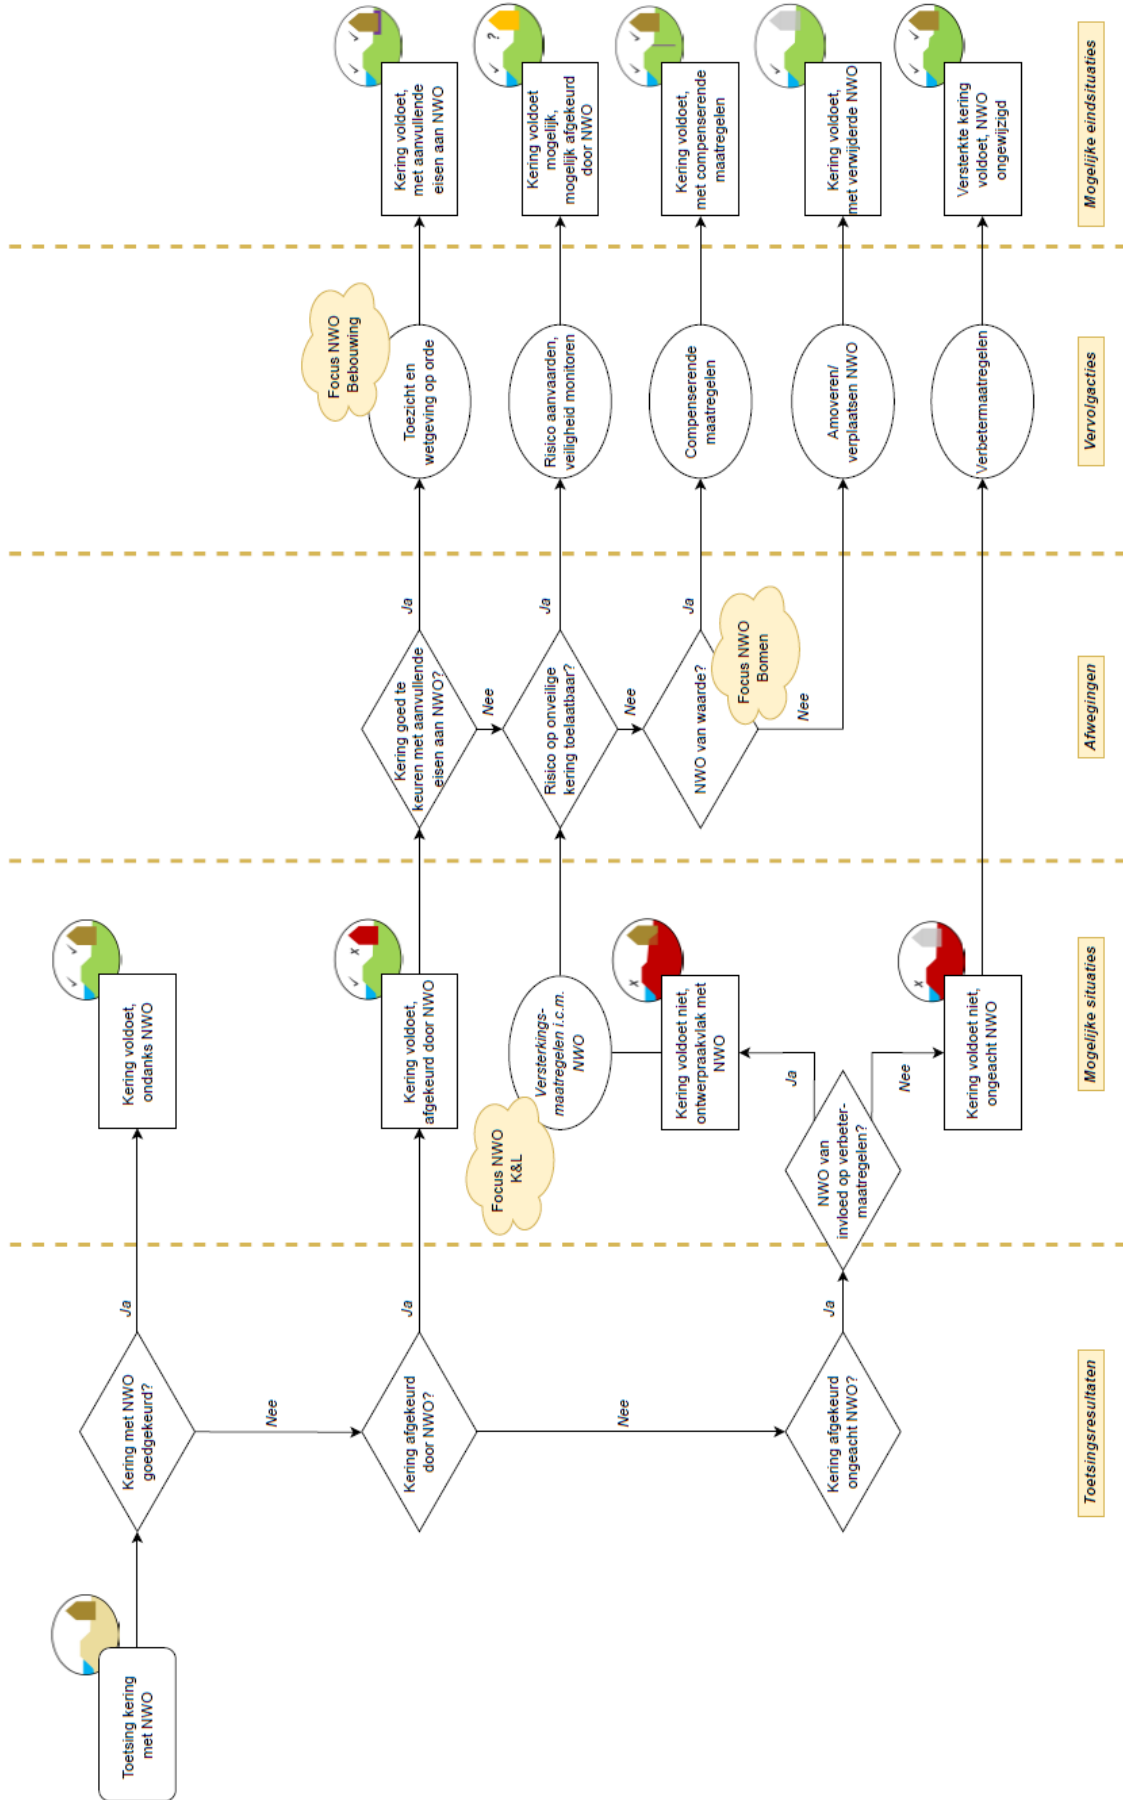 Toetsing kering
met NWO
Kering met NWO
goedgekeurd?
Ja
Nee
Kering afgekeurd
door NWO?
Ja
Nee
Kering afgekeurd
ongeacht NWO?
Ja
Toetsingsresultaten
Kering voldoet,
ondanks NWO
Kering voldoet,
afgekeurd door NWO
Focus NWO
K&L
Versterkings-
maatregelen i.c.m.
NWO
Kering voldoet niet,
ontwerpraakvlak met
NWO
NWO van
invloed op verbeter-
maatregelen?
Ja
Nee
Kering voldoet niet,
ongeacht NWO
x
x
x
Mogelijke situaties
Kering goed te
keuren met aanvullende
eisen aan NWO?
Ja
Nee
Risico op onveilige
kering toelaatbaar?
Ja
Nee
NWO van waarde?
Ja
Focus NWO
Bomen
Nee
Afwegingen
Focus NWO
Bebouwing
Toezicht en
wetgeving op orde
Risico aanvaarden,
veiligheid monitoren
Compenserende
maatregelen
Amoveren/
verplaatsen NWO
Verbetermaatregelen
Vervolgacties
Kering voldoet,
met aanvullende
eisen aan NWO
?
Kering voldoet
mogelijk,
mogelijk afgekeurd
door NWO
Kering voldoet,
met compenserende
maatregelen
Kering voldoet,
met verwijderde NWO
Versterkte kering
voldoet, NWO
ongewijzigd
Mogelijke eindsituaties